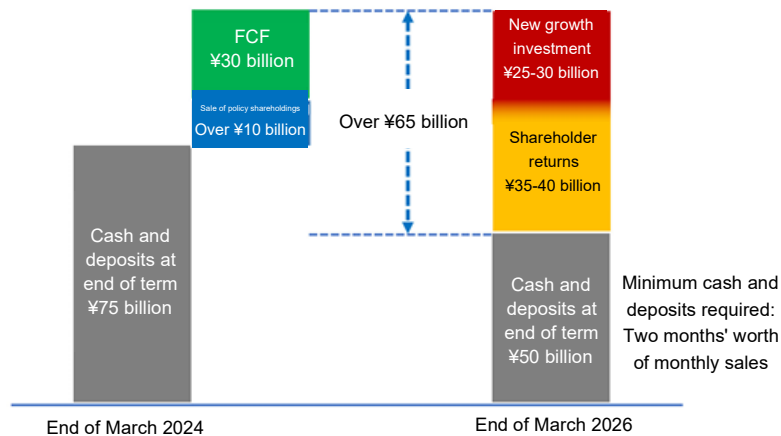 FCF
¥30 billion
Sale of policy shareholdings
Over ¥10 billion
Cash and
deposits at
end of term
¥75 billion
Over ¥65 billion
New growth
investment
¥25-30 billion
Shareholder
returns
¥35-40 billion
Cash and
deposits at
end of term
¥50 billion
Minimum cash and
deposits required:
Two months' worth
of monthly sales
End of March 2024
End of March 2026